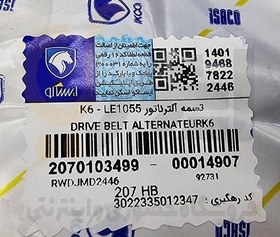 ISACO
جهت اطمینان از اصالت
ایساکو
1401
9468
7822
2446
تسمه آلترناتور K6 - LE1055
DRIVE BELT ALTERNATEURK6
2070103499 - 00014907
RWDJMD2446
92731
207 HB
کد رهگیری: 3022335012347